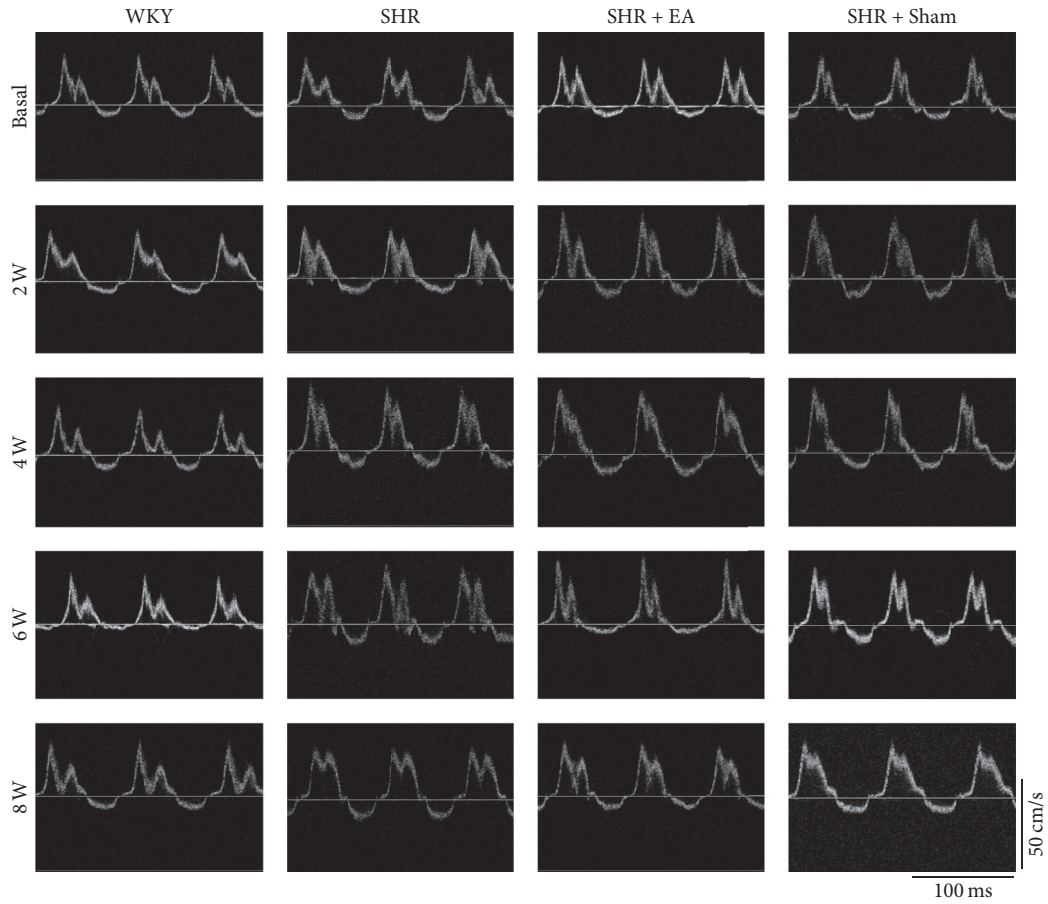 WKY SHR SHR + EA SHR + Sham
Basal
2 W
4 W
6 W
8 W
50 cm/s
100 ms